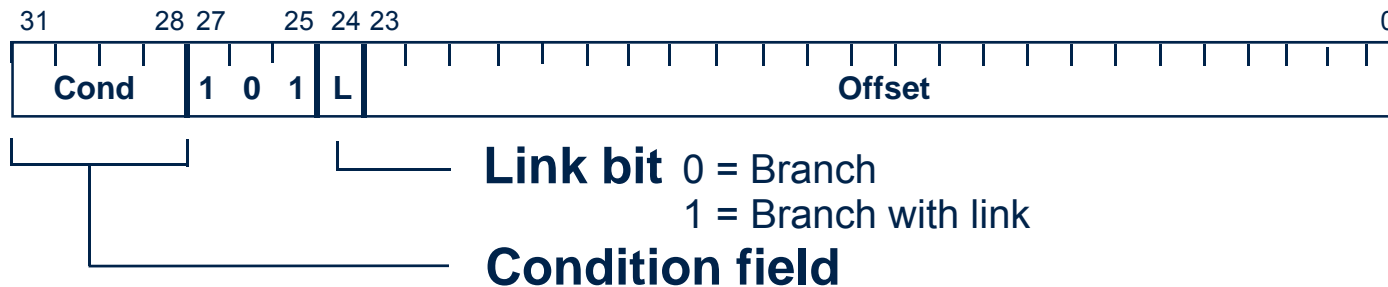 31 28 27 25 24 23 0
Cond 1 0 1 L Offset
Link bit 0 = Branch
1 = Branch with link
Condition field